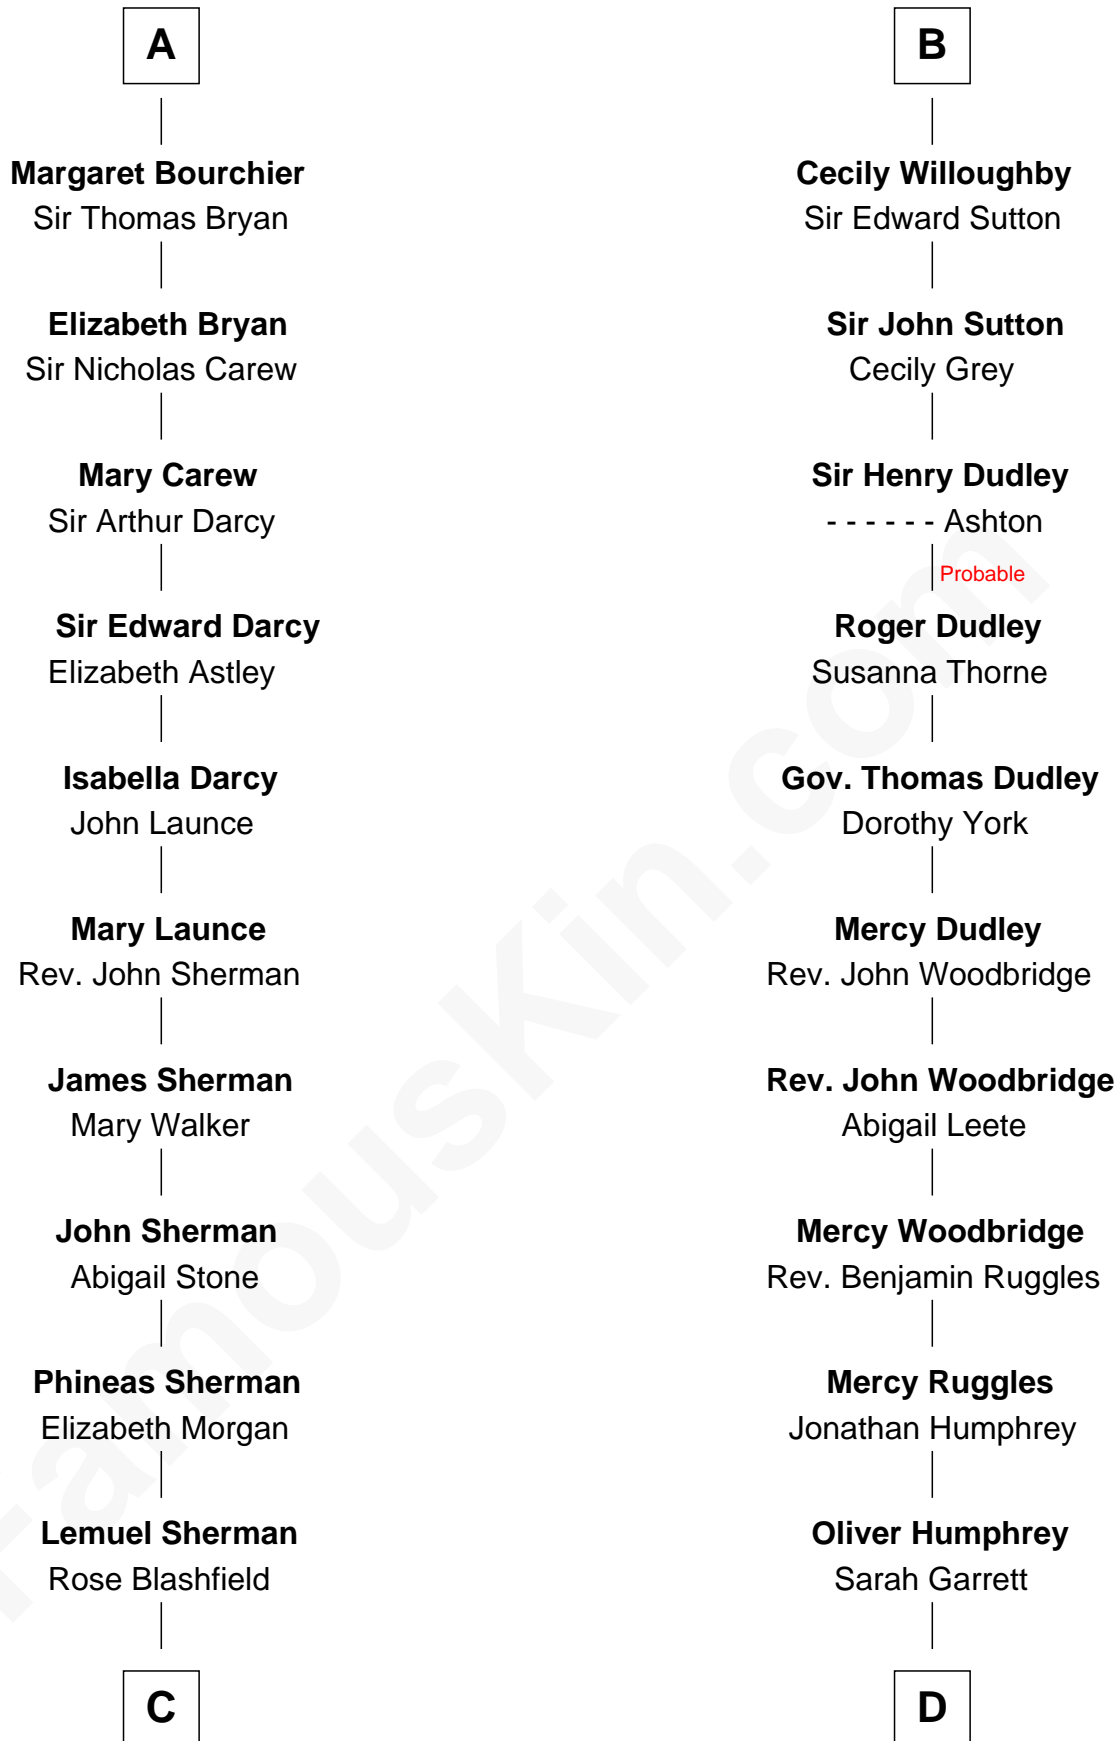 A
Margaret Bourchier
Sir Thomas Bryan
Elizabeth Bryan
Sir Nicholas Carew
Mary Carew
Sir Arthur Darcy
Sir Edward Darcy
Elizabeth Astley
Isabella Darcy
John Launce
Mary Launce
Rev. John Sherman
James Sherman
Mary Walker
John Sherman
Abigail Stone
Phineas Sherman
Elizabeth Morgan
Lemuel Sherman
Rose Blashfield
C
B
Cecily Willoughby
Sir Edward Sutton
Sir John Sutton
Cecily Grey
Sir Henry Dudley
- - - - - - Ashton
Probable
Roger Dudley
Susanna Thorne
Gov. Thomas Dudley
Dorothy York
Mercy Dudley
Rev. John Woodbridge
Rev. John Woodbridge
Abigail Leete
Mercy Woodbridge
Rev. Benjamin Ruggles
Mercy Ruggles
Jonathan Humphrey
Oliver Humphrey
Sarah Garrett
D
FamousKin.com